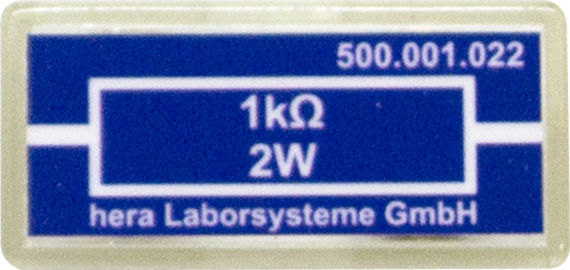 500.001.022
1kΩ
2W
hera Laborsysteme GmbH